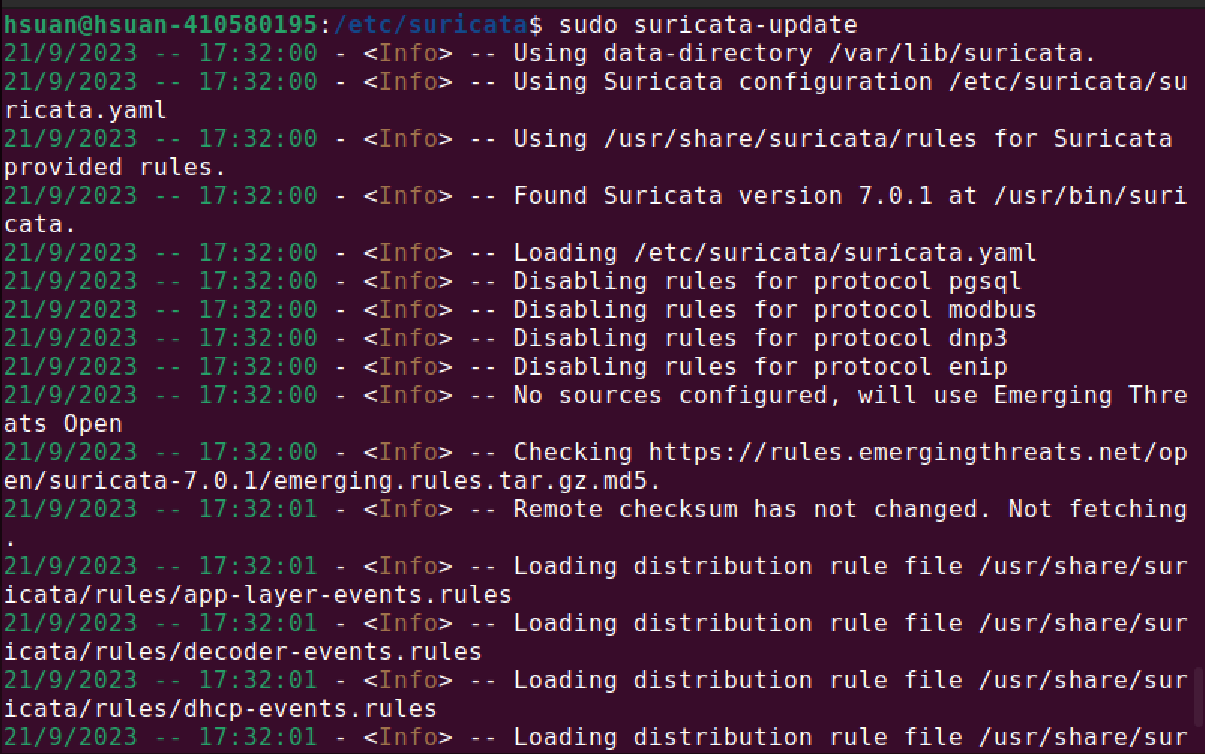 hsuan@hsuan-410580195:/etc/suricata$ sudo suricata-update
21/9/2023 -- 17:32:00 - <Info> -- Using data-directory /var/lib/suricata.
21/9/2023 -- 17:32:00 - <Info> -- Using Suricata configuration /etc/suricata/su
ricata.yaml
21/9/2023 -- 17:32:00 - <Info> -- Using /usr/share/suricata/rules for Suricata
provided rules.
21/9/2023 -- 17:32:00 - <Info> -- Found Suricata version 7.0.1 at /usr/bin/suri
cata.
21/9/2023 -- 17:32:00 - <Info> -- Loading /etc/suricata/suricata.yaml
21/9/2023 -- 17:32:00 - <Info> -- Disabling rules for protocol pgsql
21/9/2023 -- 17:32:00 - <Info> -- Disabling rules for protocol modbus
21/9/2023 -- 17:32:00 - <Info> -- Disabling rules for protocol dnp3
21/9/2023 -- 17:32:00 - <Info> -- Disabling rules for protocol enip
21/9/2023 -- 17:32:00 - <Info> -- No sources configured, will use Emerging Thre
ats Open
21/9/2023 -- 17:32:00 - <Info> -- Checking https://rules.emergingthreats.net/op
en/suricata-7.0.1/emerging.rules.tar.gz.md5.
21/9/2023 -- 17:32:01 - <Info> -- Remote checksum has not changed. Not fetching
.
21/9/2023 -- 17:32:01 - <Info> -- Loading distribution rule file /usr/share/sur
icata/rules/app-layer-events.rules
21/9/2023 -- 17:32:01 - <Info> -- Loading distribution rule file /usr/share/sur
icata/rules/decoder-events.rules
21/9/2023 -- 17:32:01 - <Info> -- Loading distribution rule file /usr/share/sur
icata/rules/dhcp-events.rules
21/9/2023 -- 17:32:01 - <Info> -- Loading distribution rule file /usr/share/sur